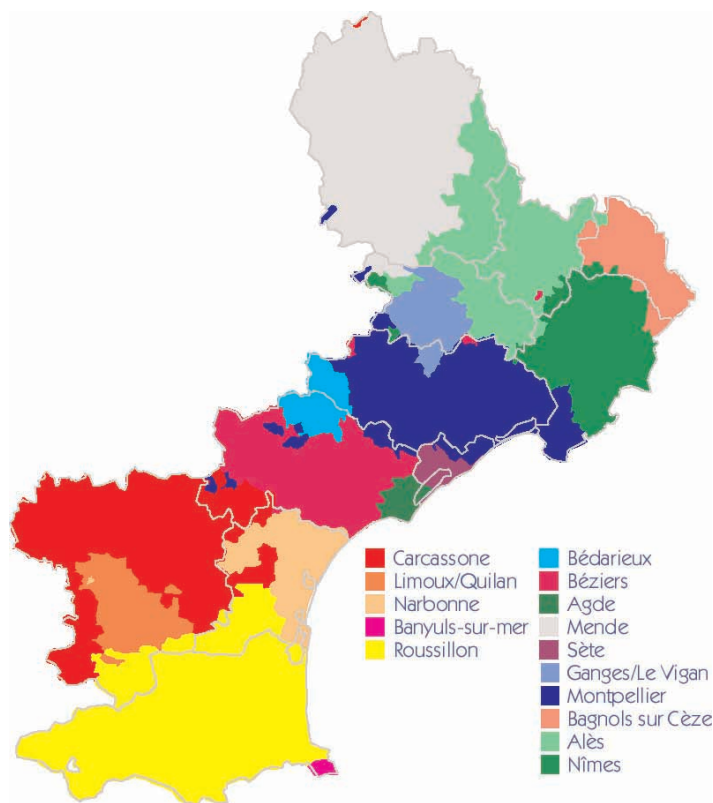 Carcassone
Limoux/Quilan
Narbonne
Banyuls-sur-mer
Roussillon
Bédarieux
Béziers
Agde
Mende
Sète
Ganges/Le Vigan
Montpellier
Bagnols sur Cèze
Alès
Nîmes